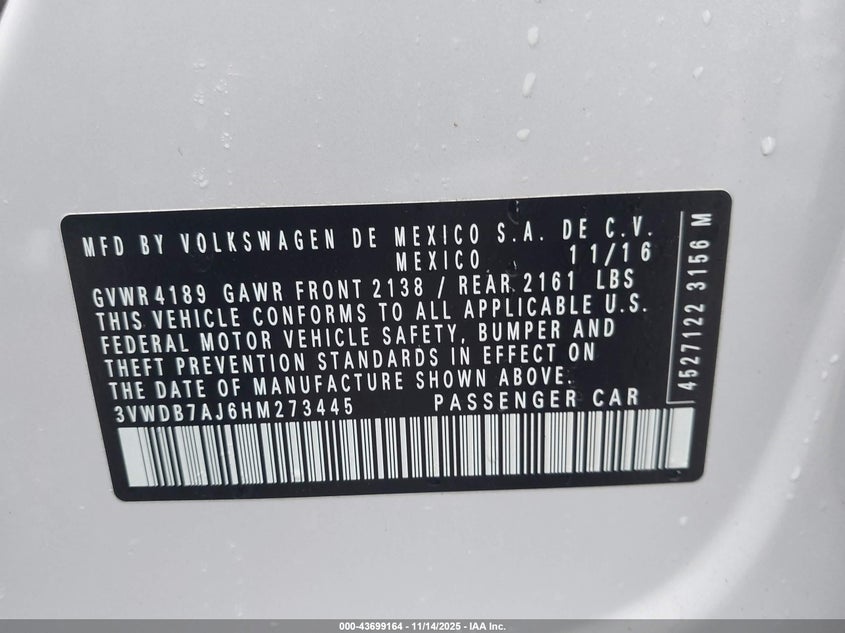 MFD BY VOLKSWAGEN DE MEXICO S.A. DE C.V.
MEXICO 11/16
GVWR 4189 GAWR FRONT 2138 / REAR 2161 LBS
THIS VEHICLE CONFORMS TO ALL APPLICABLE U.S.
FEDERAL MOTOR VEHICLE SAFETY, BUMPER AND
THEFT PREVENTION STANDARDS IN EFFECT ON
THE DATE OF MANUFACTURE SHOWN ABOVE.
3VWDB7AJ6HM273445 PASSENGER CAR
4527122 3156 M
000-43699164 - 11/14/2025 - IAA Inc.